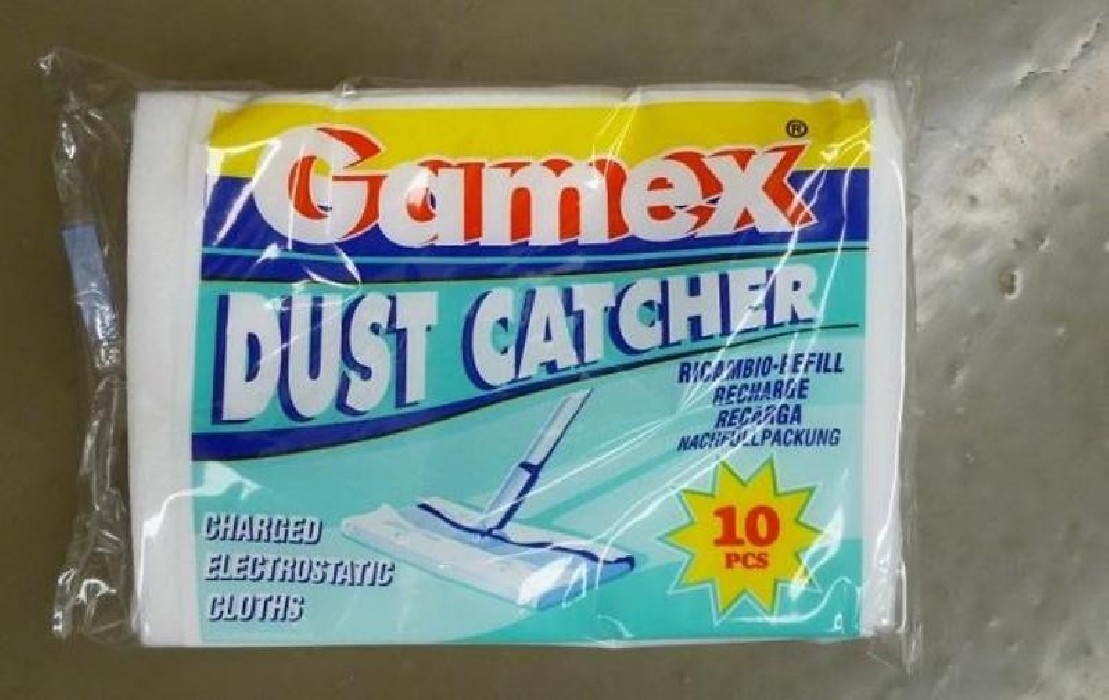 Gamex®
DUST CATCHER
RICAMBIO-REFILL
RECHARGE
RECARGA
NACHFÜLLPACKUNG
10
PCS
CHARGED
ELECTROSTATIC
CLOTHS